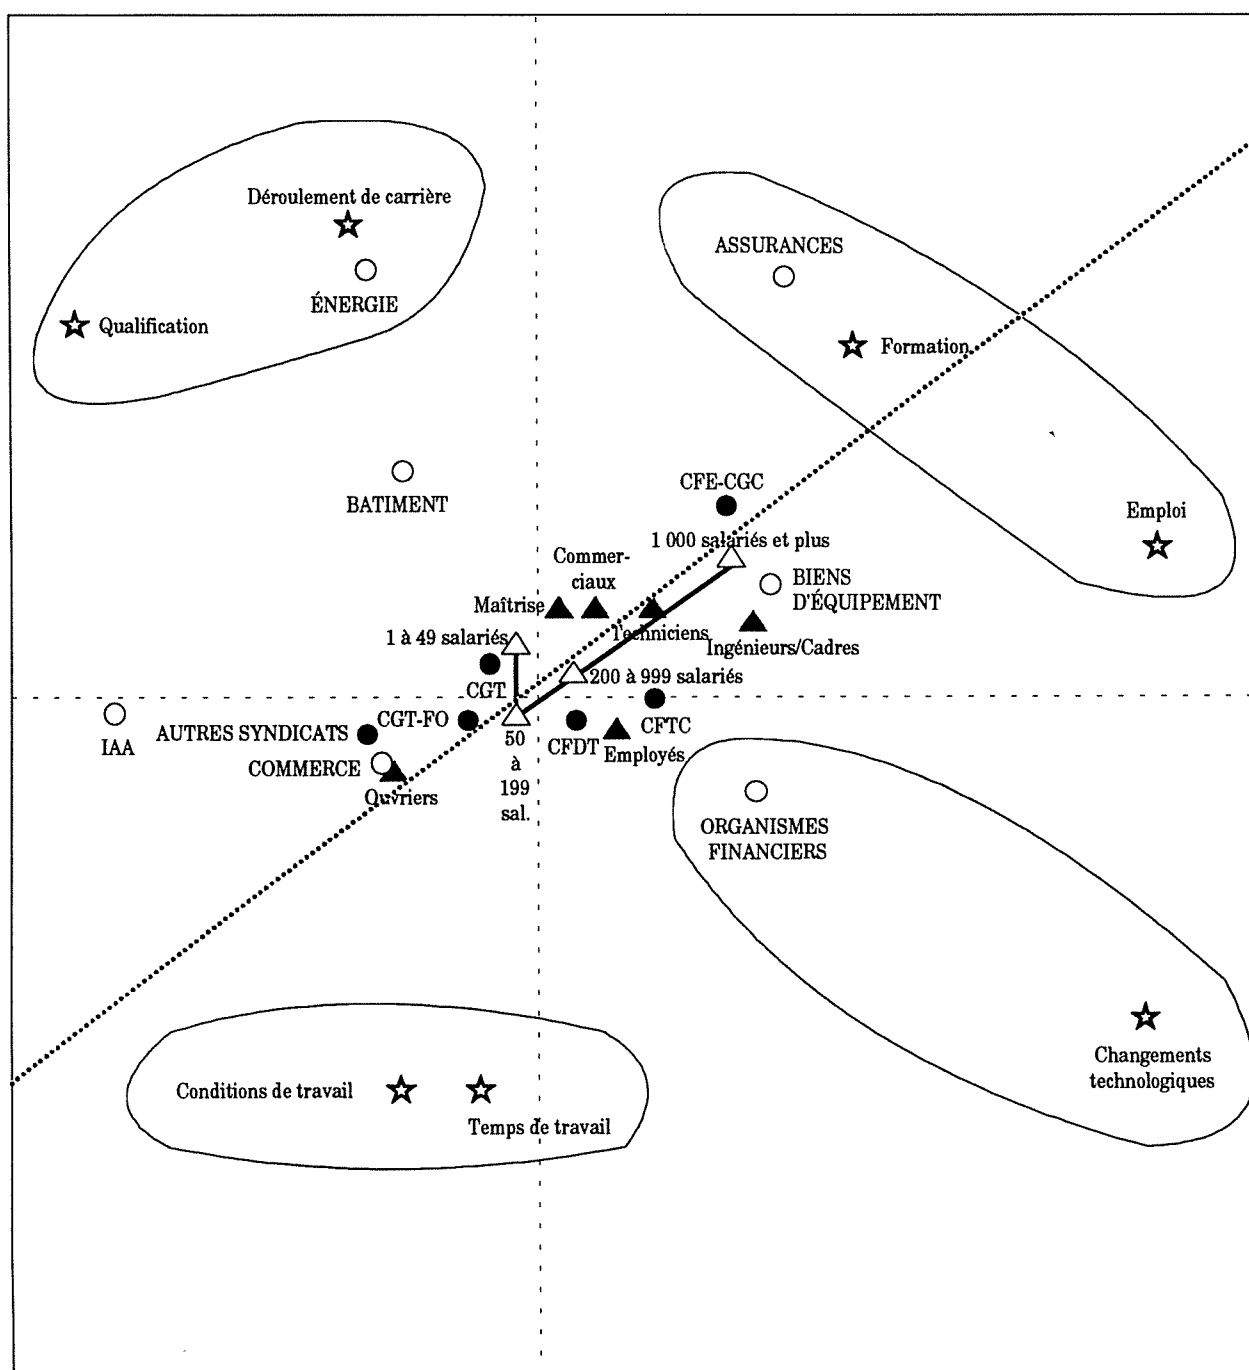 Déroulement de carrière
ASSURANCES
ÉNERGIE
Qualification
Formation
CFE-CGC
BATIMENT
Emploi
1 000 salariés et plus
Commer-
ciaux
BIENS
D'ÉQUIPEMENT
Maîtrise
Techniciens
1 à 49 salariés
Ingénieurs/Cadres
200 à 999 salariés
CGT
CGT-FO
CFTC
AUTRES SYNDICATS
IAA
50
à
199
sal.
CFDT
Employés
COMMERCE
Ouvriers
ORGANISMES
FINANCIERS
Changements
technologiques
Conditions de travail
Temps de travail